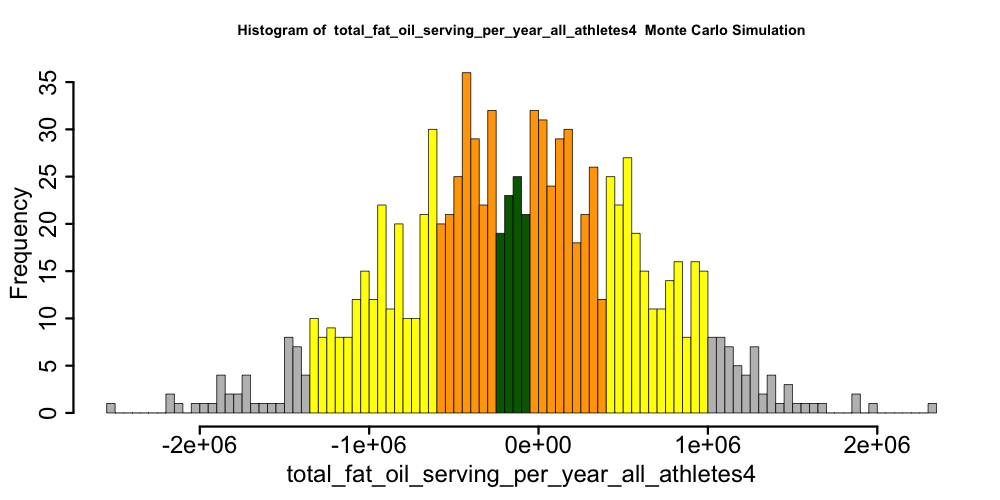 Histogram of total_fat_oil_serving_per_year_all_athletes4 Monte Carlo Simulation
Frequency
35
30
25
20
15
10
5
0
-2e+06 -1e+06 0e+00 1e+06 2e+06
total_fat_oil_serving_per_year_all_athletes4